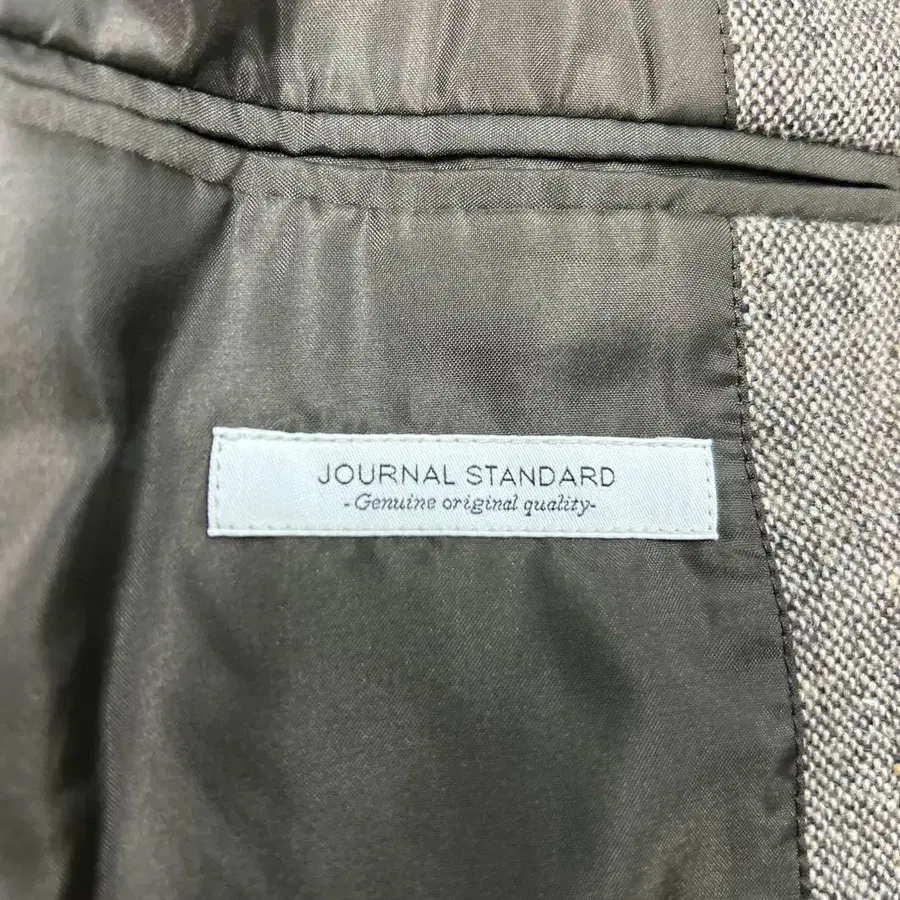 JOURNAL STANDARD
-Genuine original quality-